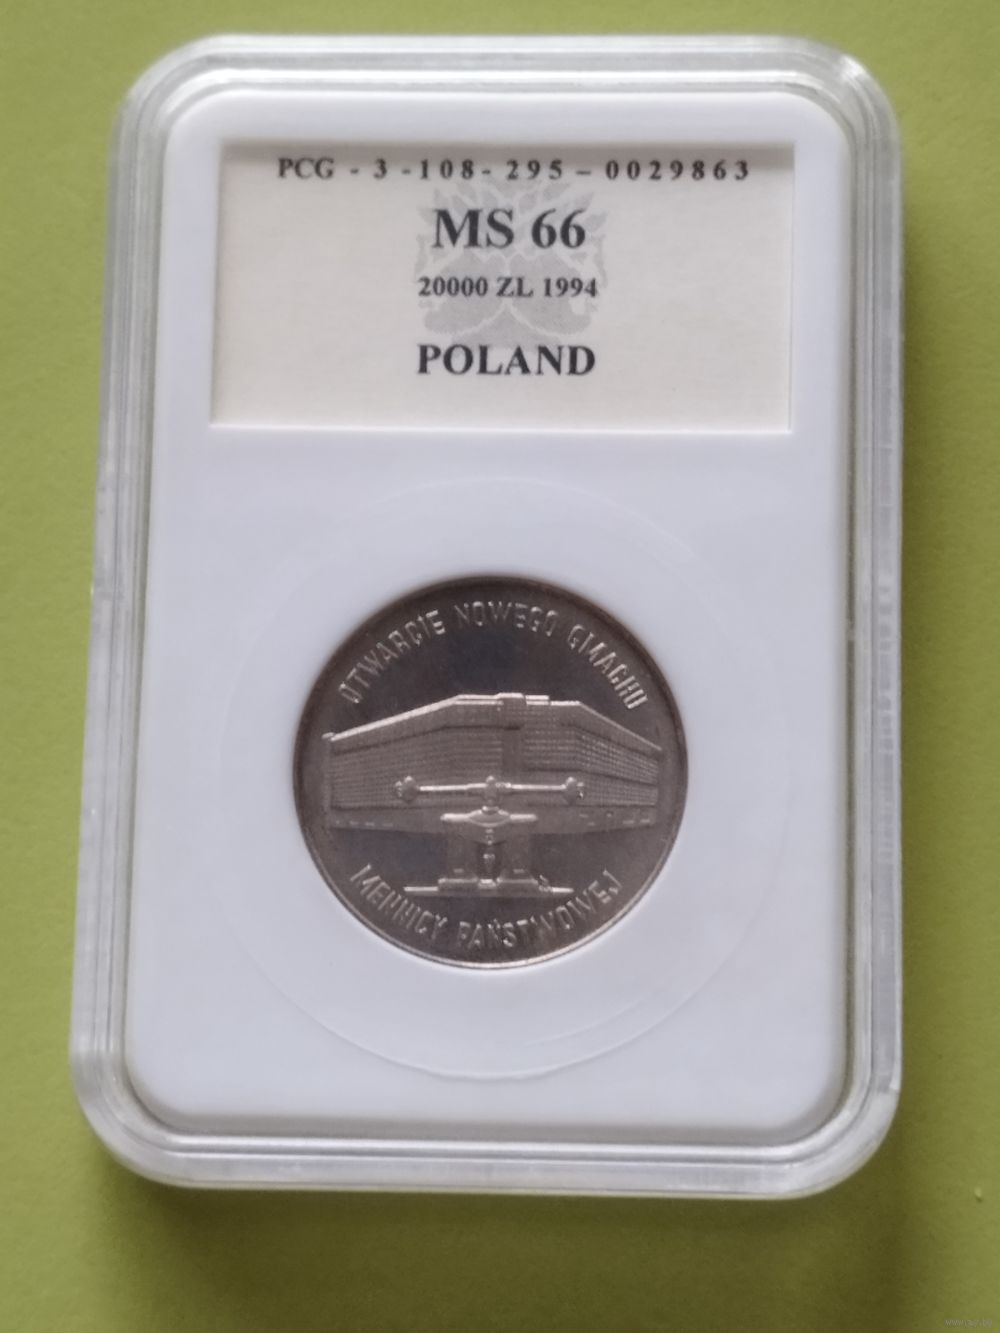 PCG - 3 - 108 - 295 - 0029863
MS 66
20000 ZL 1994
POLAND
OTWARCIE NOWEGO GMACHU
MENNICY PAŃSTWOWEJ